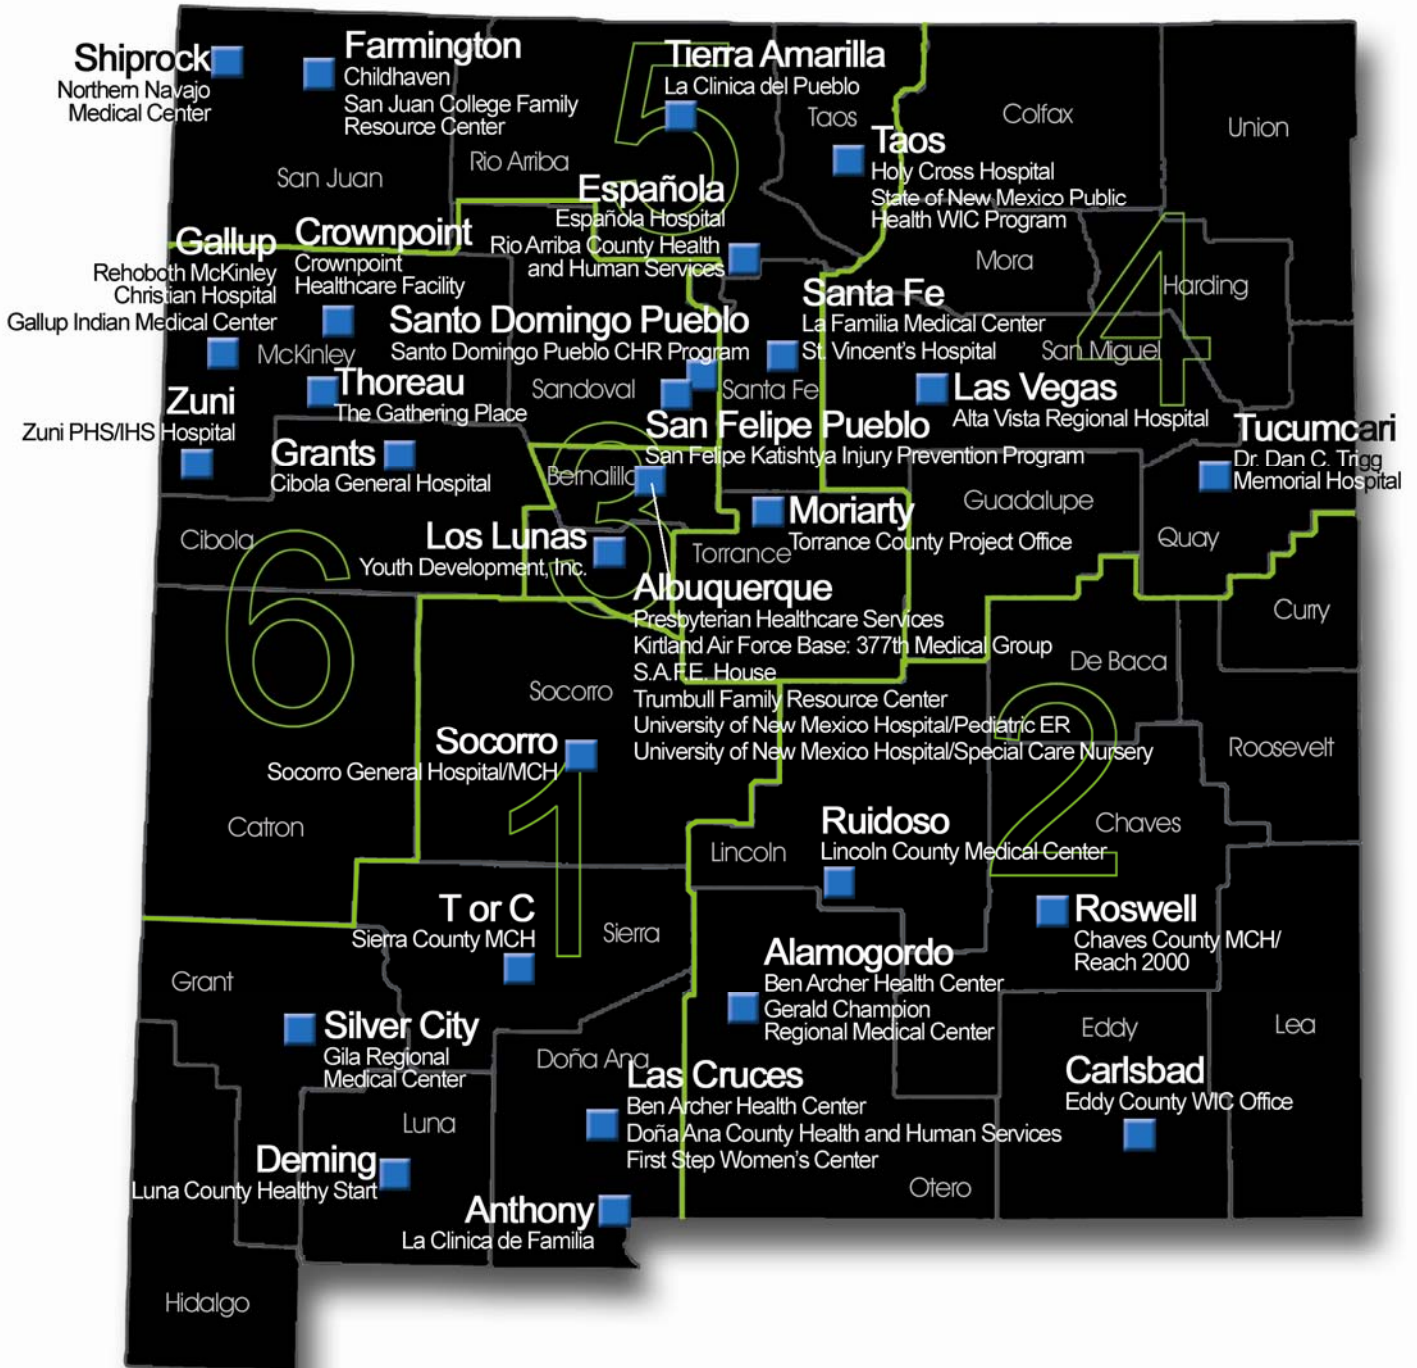 Shiprock
Northern Navajo
Medical Center
Farmington
Childhaven
San Juan College Family
Resource Center
San Juan
Rio Arriba
5
Tierra Amarilla
La Clinica del Pueblo
Taos
Colfax
Union
Taos
Holy Cross Hospital
State of New Mexico Public
Health WIC Program
Española
Española Hospital
Rio Arriba County Health
and Human Services
Gallup
Rehoboth McKinley
Christian Hospital
Gallup Indian Medical Center
Crownpoint
Crownpoint
Healthcare Facility
McKinley
Mora
Harding
4
Santa Fe
La Familia Medical Center
St. Vincent's Hospital
San Miguel
Santo Domingo Pueblo
Santo Domingo Pueblo CHR Program
Sandoval
Santa Fe
Thoreau
The Gathering Place
Las Vegas
Alta Vista Regional Hospital
Zuni
Zuni PHS/IHS Hospital
San Felipe Pueblo
San Felipe Katishtya Injury Prevention Program
Tucumcari
Dr. Dan C. Trigg
Memorial Hospital
Grants
Cibola General Hospital
Bernalillo
3
Guadalupe
Moriarty
Torrance County Project Office
Cibola
Los Lunas
Youth Development, Inc.
Torrance
Quay
6
Albuquerque
Presbyterian Healthcare Services
Kirtland Air Force Base: 377th Medical Group
S.A.F.E. House
Trumbull Family Resource Center
University of New Mexico Hospital/Pediatric ER
University of New Mexico Hospital/Special Care Nursery
Curry
De Baca
Socorro
2
Roosevelt
Socorro
Socorro General Hospital/MCH
1
Catron
Ruidoso
Lincoln County Medical Center
Chaves
Lincoln
T or C
Sierra County MCH
Sierra
Roswell
Chaves County MCH/
Reach 2000
Grant
Alamogordo
Ben Archer Health Center
Gerald Champion
Regional Medical Center
Silver City
Gila Regional
Medical Center
Eddy
Lea
Doña Ana
Las Cruces
Ben Archer Health Center
Doña Ana County Health and Human Services
First Step Women's Center
Carlsbad
Eddy County WIC Office
Luna
Deming
Luna County Healthy Start
Otero
Anthony
La Clinica de Familia
Hidalgo